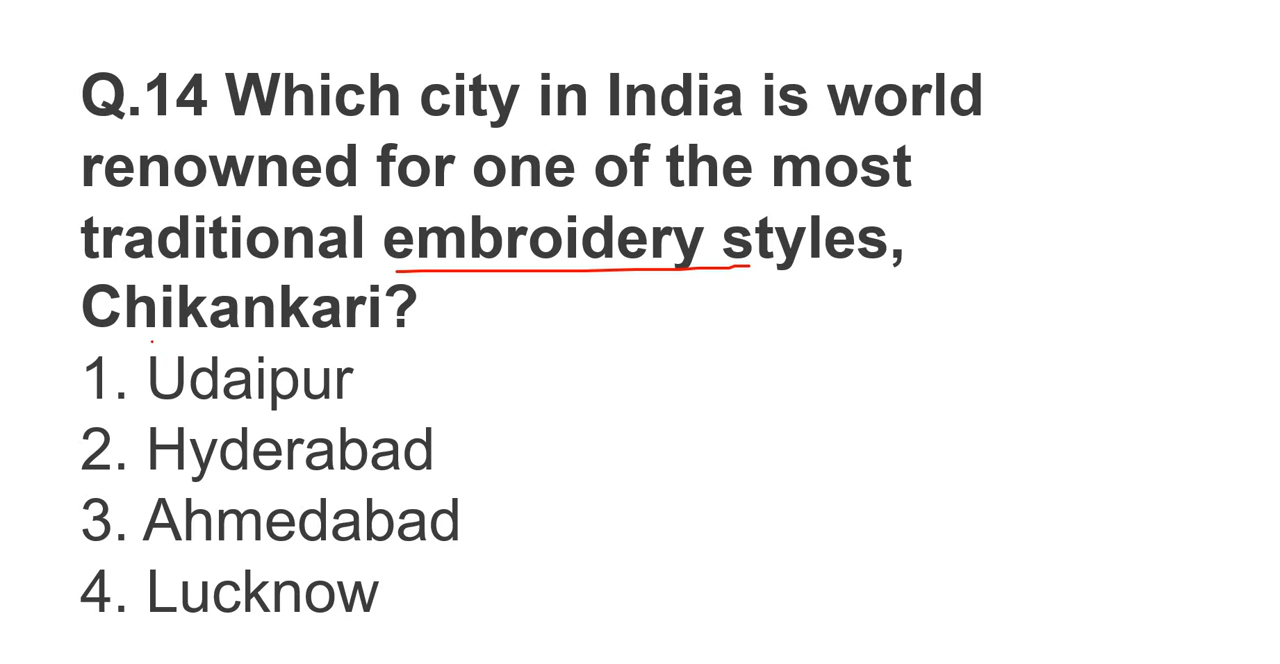 Q.14 Which city in India is world
renowned for one of the most
traditional embroidery styles,
Chikankari?
1. Udaipur
2. Hyderabad
3. Ahmedabad
4. Lucknow